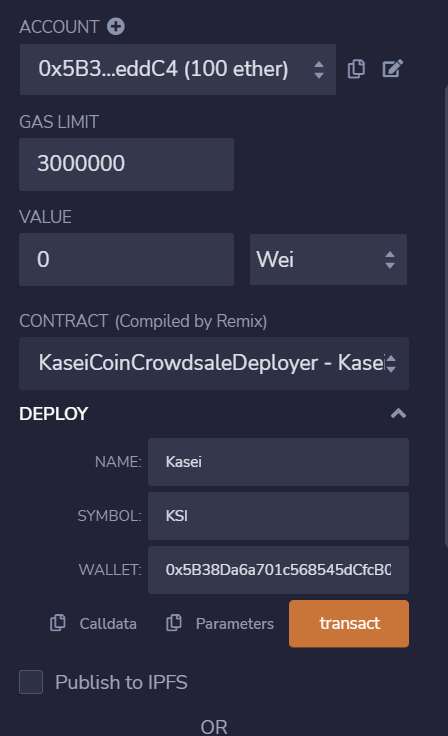 ACCOUNT
0x5B3...eddC4 (100 ether)
GAS LIMIT
3000000
VALUE
0 Wei
CONTRACT (Compiled by Remix)
KaseiCoinCrowdsaleDeployer - Kasei
DEPLOY
NAME: Kasei
SYMBOL: KSI
WALLET: 0x5B38Da6a701c568545dCfcB0
Calldata Parameters transact
Publish to IPFS
OR